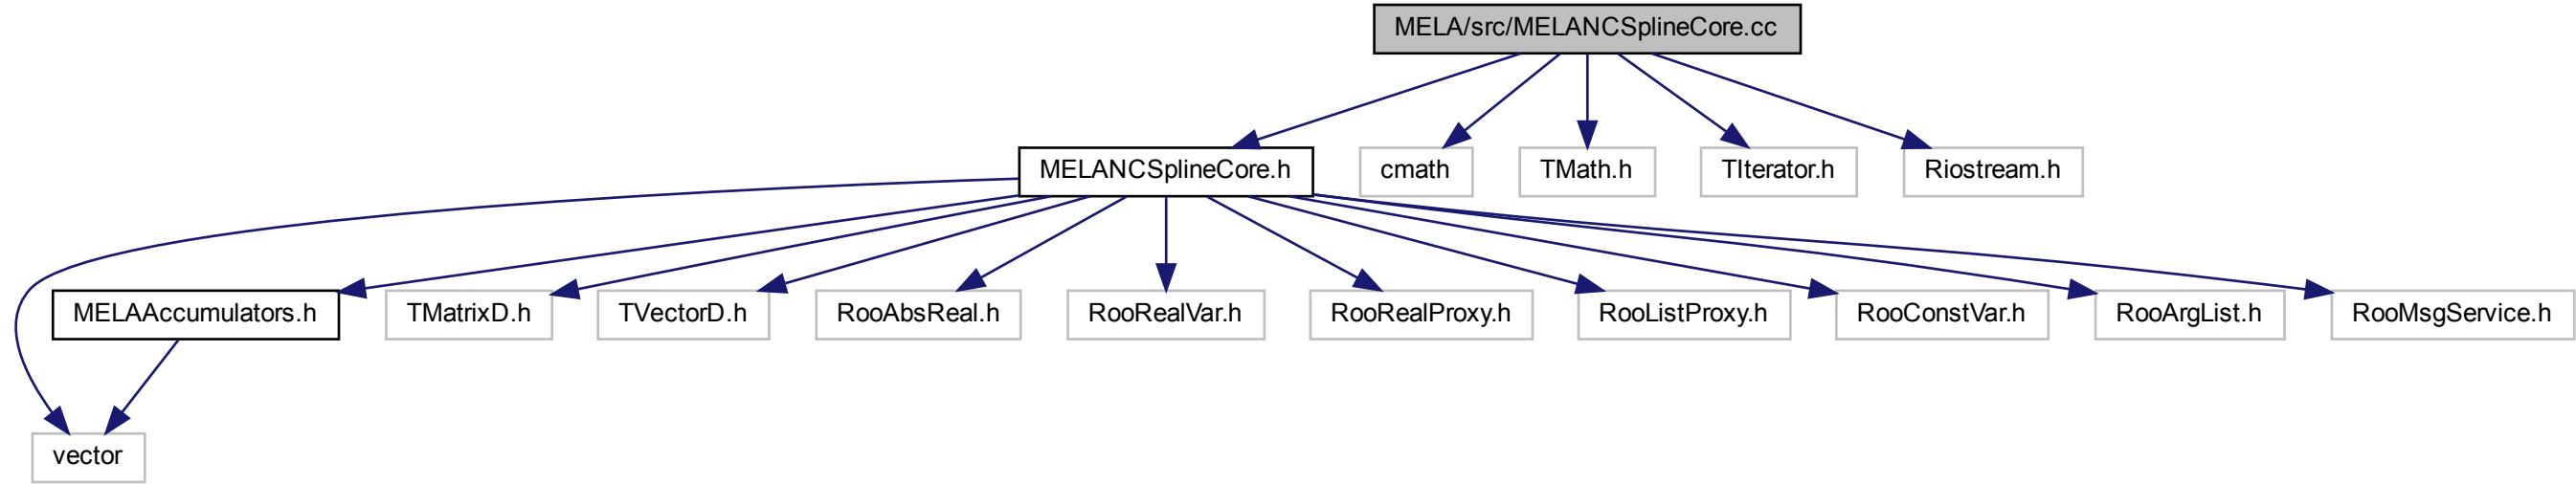 MELA/src/MELANCSplineCore.cc
MELANCSplineCore.h
cmath
TMath.h
TIterator.h
Riostream.h
MELAAccumulators.h
TMatrixD.h
TVectorD.h
RooAbsReal.h
RooRealVar.h
RooRealProxy.h
RooListProxy.h
RooConstVar.h
RooArgList.h
RooMsgService.h
vector